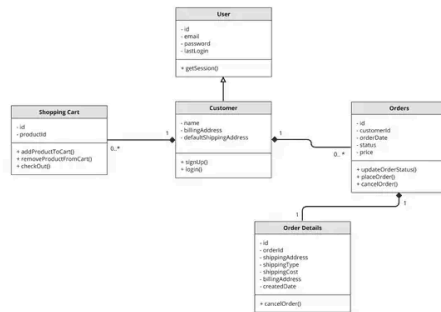 User
- id
- email
- password
- lastLogin
+ getSession()
Shopping Cart
- id
- productId
+ addProductToCart()
+ removeProductFromCart()
+ checkOut()
1
0..*
Customer
- name
- billingAddress
- defaultShippingAddress
+ signUp()
+ login()
1
0..*
Orders
- id
- customerId
- orderDate
- status
- price
+ updateOrderStatus()
+ placeOrder()
+ cancelOrder()
1
1
Order Details
- id
- orderId
- shippingAddress
- shippingType
- shippingCost
- billingAddress
- createdDate
+ cancelOrder()